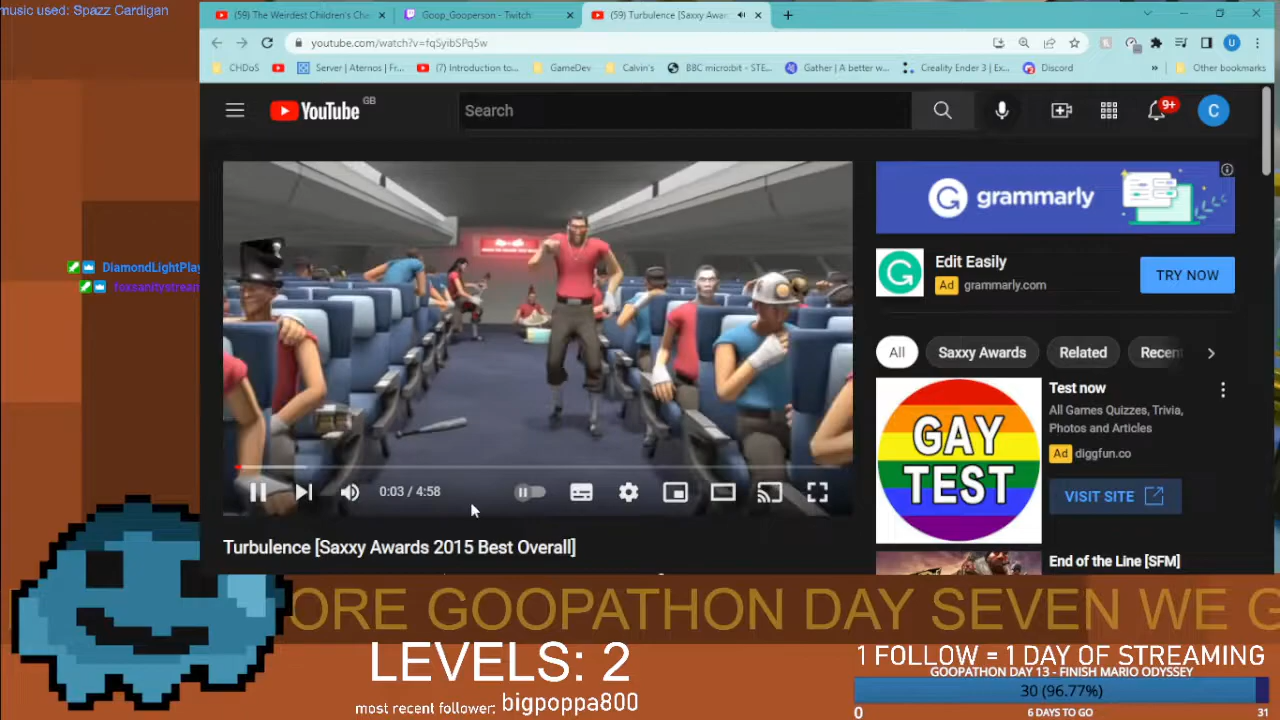 music used: Spazz Cardigan
(59) The Weirdest Children's Cha
Goop_Gooperson - Twitch
(59) Turbulence [Saxxy Awar
youtube.com/watch?v=fqSyibSPq5w
CHDoS
Server | Aternos | Fr...
(7) Introduction to...
GameDev
Calvin's
BBC micro:bit - STE...
Gather | A better w...
Creality Ender 3 | Ex...
Discord
»
Other bookmarks
YouTube GB
Search
9+
C
U
grammarly
Edit Easily
Ad grammarly.com
TRY NOW
All
Saxxy Awards
Related
Recen
GAY
TEST
Test now
All Games Quizzes, Trivia,
Photos and Articles
Ad diggfun.co
VISIT SITE
End of the Line [SFM]
0:03 / 4:58
Turbulence [Saxxy Awards 2015 Best Overall]
DiamondLightPlay
foxsanitystream
ORE GOOPATHON DAY SEVEN WE G
LEVELS: 2
most recent follower: bigpoppa800
1 FOLLOW = 1 DAY OF STREAMING
GOOPATHON DAY 13 - FINISH MARIO ODYSSEY
30 (96.77%)
0
6 DAYS TO GO
31